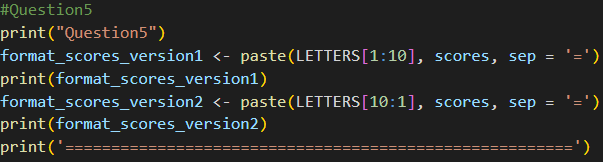 #Question5
print("Question5")
format_scores_version1 <- paste(LETTERS[1:10], scores, sep = '=')
print(format_scores_version1)
format_scores_version2 <- paste(LETTERS[10:1], scores, sep = '=')
print(format_scores_version2)
print('=======================================================')